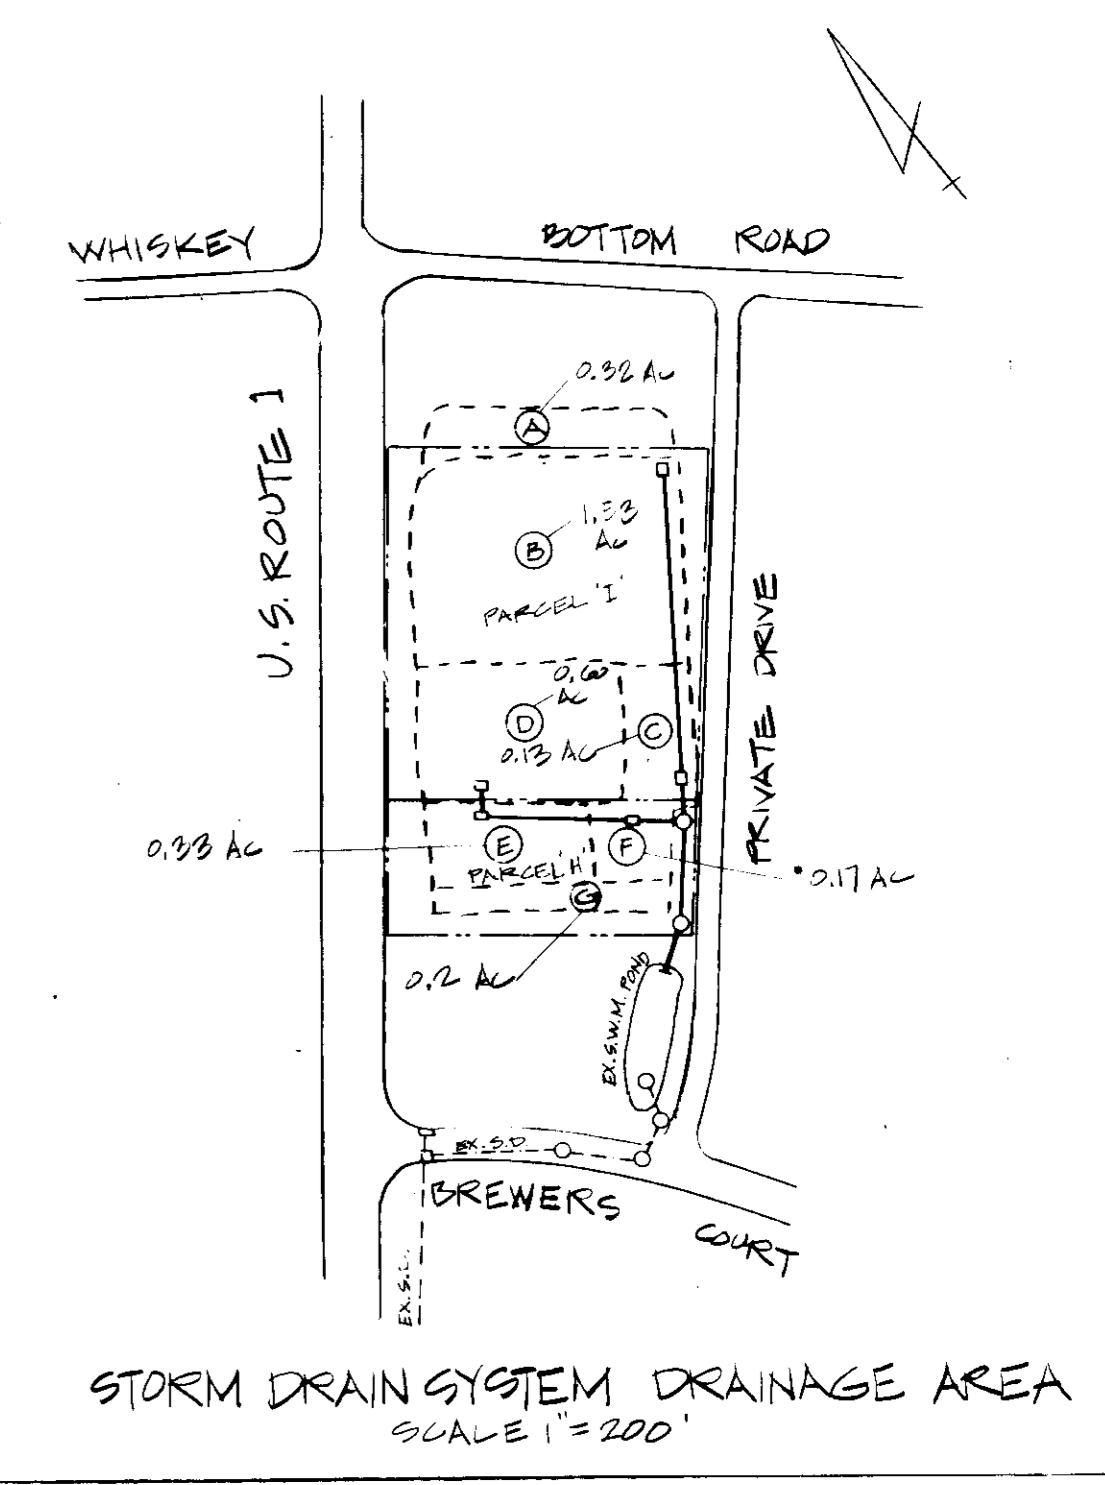 WHISKEY BOTTOM ROAD
0.32 Ac
A
U.S. ROUTE 1
B
1.53
Ac
PARCEL 'I'
PRIVATE DRIVE
0.60
Ac
D
C
0.13 Ac
0.33 Ac
E
F
PARCEL 'H'
0.17 Ac
G
0.2 Ac
EX. S.W.M. POND
EX. S.D.
BREWERS COURT
STORM DRAIN SYSTEM DRAINAGE AREA
SCALE 1"=200'